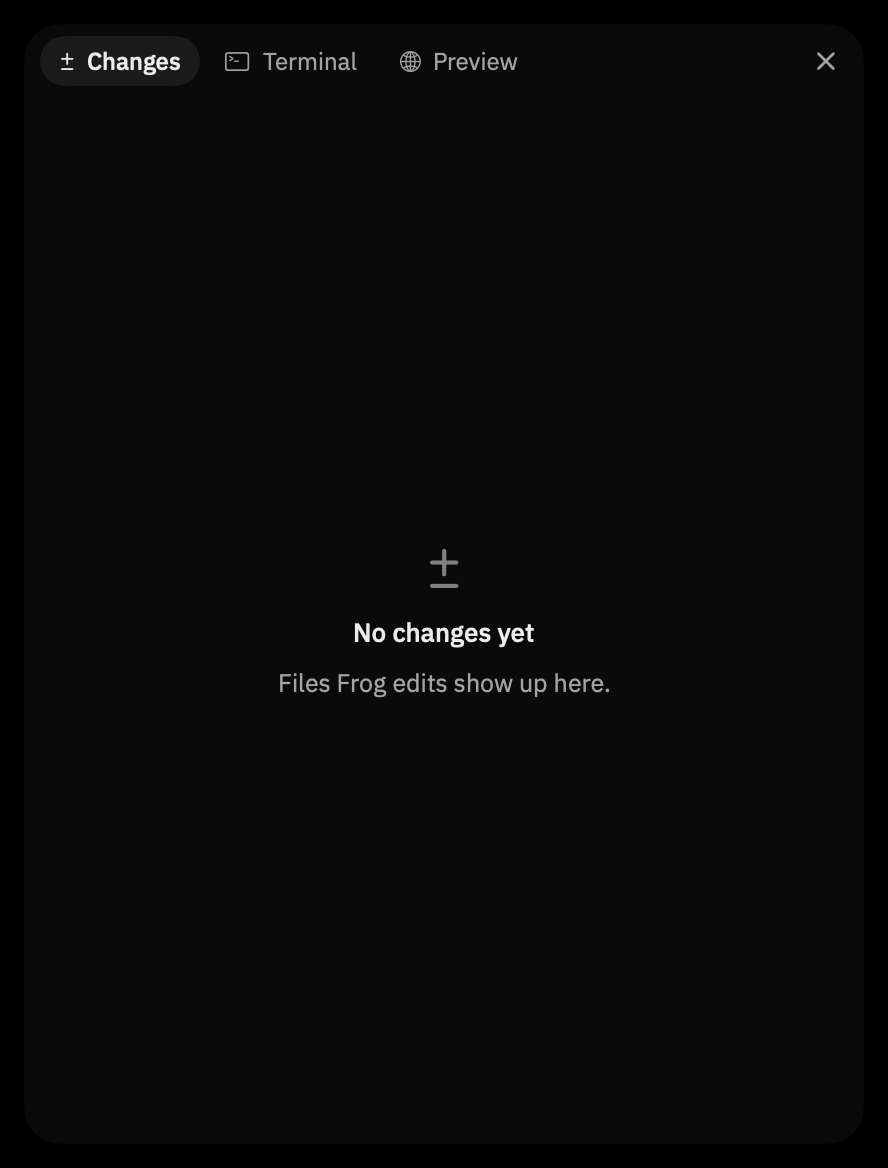 ± Changes Terminal Preview
No changes yet
Files Frog edits show up here.